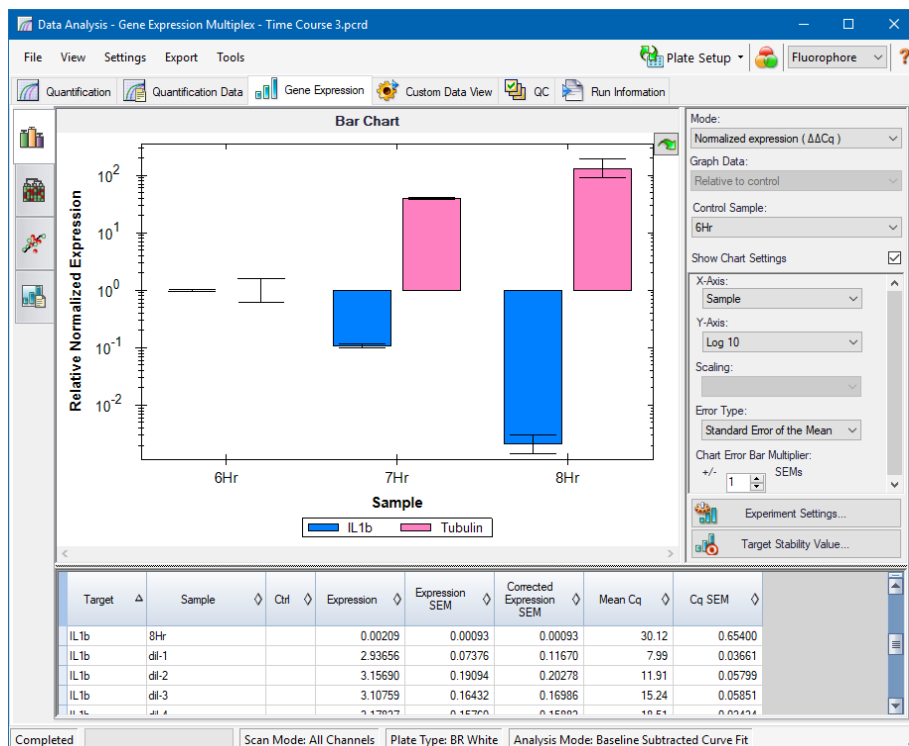 Data Analysis - Gene Expression Multiplex - Time Course 3.pcrd
File View Settings Export Tools Plate Setup Fluorophore ?
Quantification Quantification Data Gene Expression Custom Data View QC Run Information
Bar Chart
Relative Normalized Expression
10²
10¹
10⁰
10⁻¹
10⁻²
6Hr 7Hr 8Hr
Sample
IL1b Tubulin
Mode:
Normalized expression ( ΔΔCq )
Graph Data:
Relative to control
Control Sample:
6Hr
Show Chart Settings
X-Axis:
Sample
Y-Axis:
Log 10
Scaling:
Error Type:
Standard Error of the Mean
Chart Error Bar Multiplier:
+/- 1 SEMs
Experiment Settings...
Target Stability Value...
Target Sample Ctrl Expression Expression SEM Corrected Expression SEM Mean Cq Cq SEM
IL1b 8Hr 0.00209 0.00093 0.00093 30.12 0.65400
IL1b dil-1 2.93656 0.07376 0.11670 7.99 0.03661
IL1b dil-2 3.15690 0.19094 0.20278 11.91 0.05799
IL1b dil-3 3.10759 0.16432 0.16986 15.24 0.05851
IL1b dil-4
Completed Scan Mode: All Channels Plate Type: BR White Analysis Mode: Baseline Subtracted Curve Fit